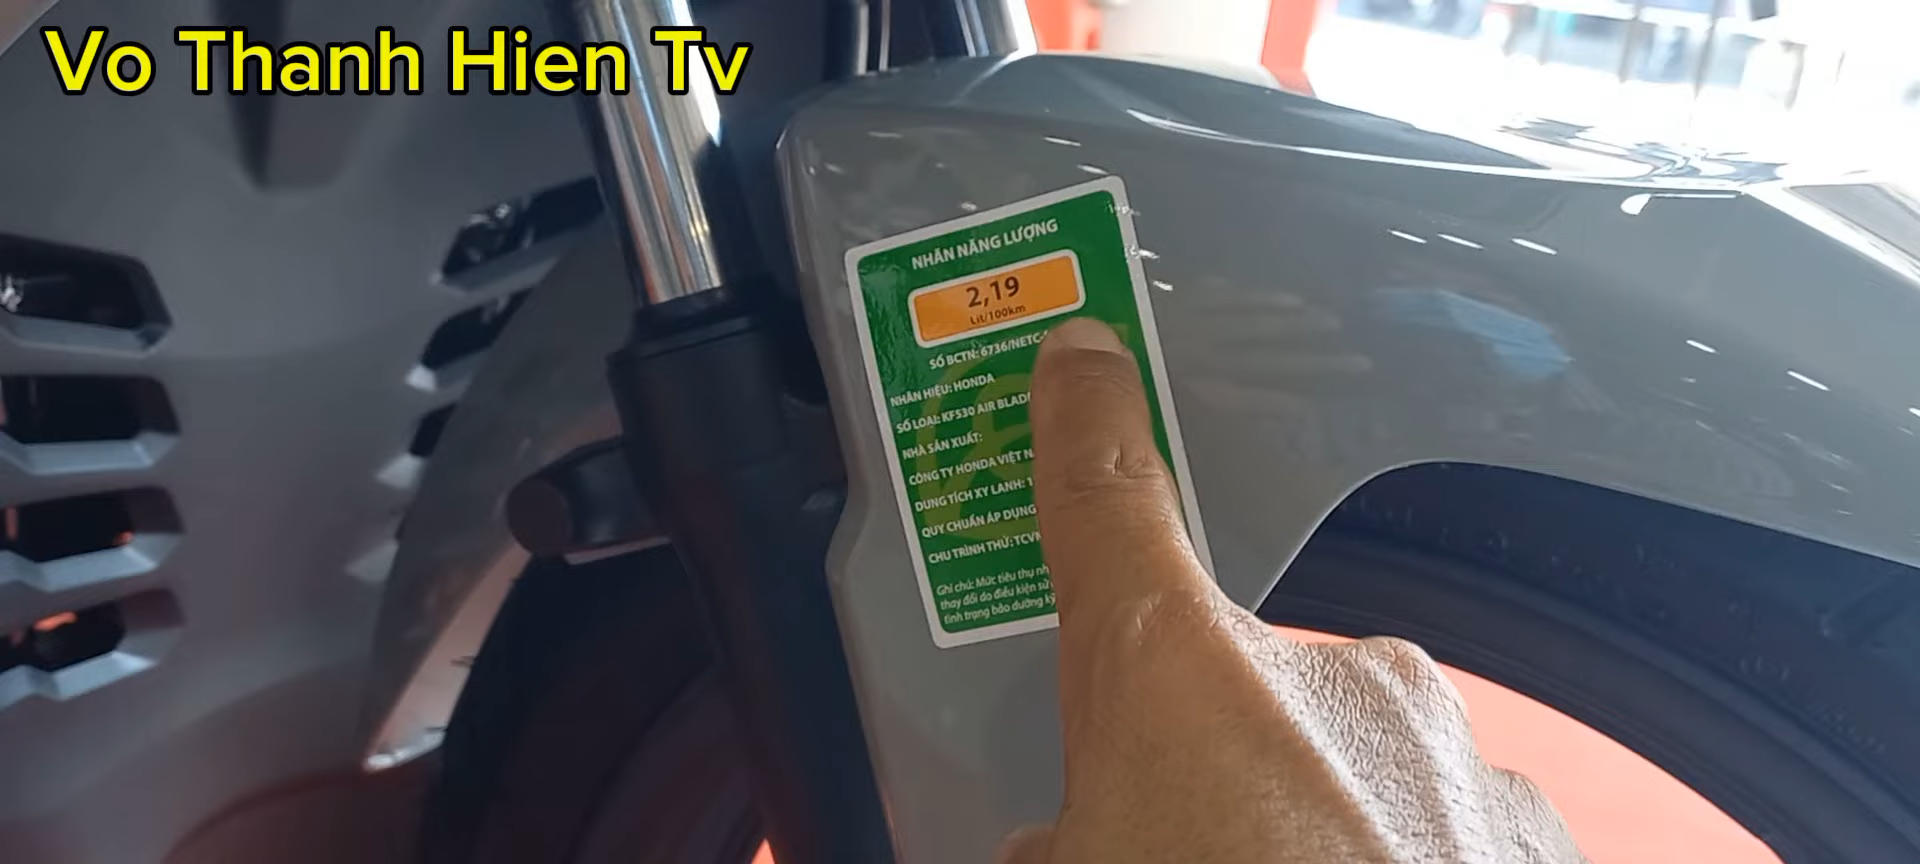 Vo Thanh Hien Tv
NHÃN NĂNG LƯỢNG
2,19
Lít/100km
SỐ BCTN: 6736/NETC-
NHÃN HIỆU: HONDA
SỐ LOẠI: KF530 AIR BLAD
NHÀ SẢN XUẤT:
CÔNG TY HONDA VIỆT N
DUNG TÍCH XY LANH: 1
QUY CHUẨN ÁP DỤNG
CHU TRÌNH THỬ: TCVN
Ghi chú: Mức tiêu thụ nh
thay đổi do điều kiện sử
tình trạng bảo dưỡng kỹ